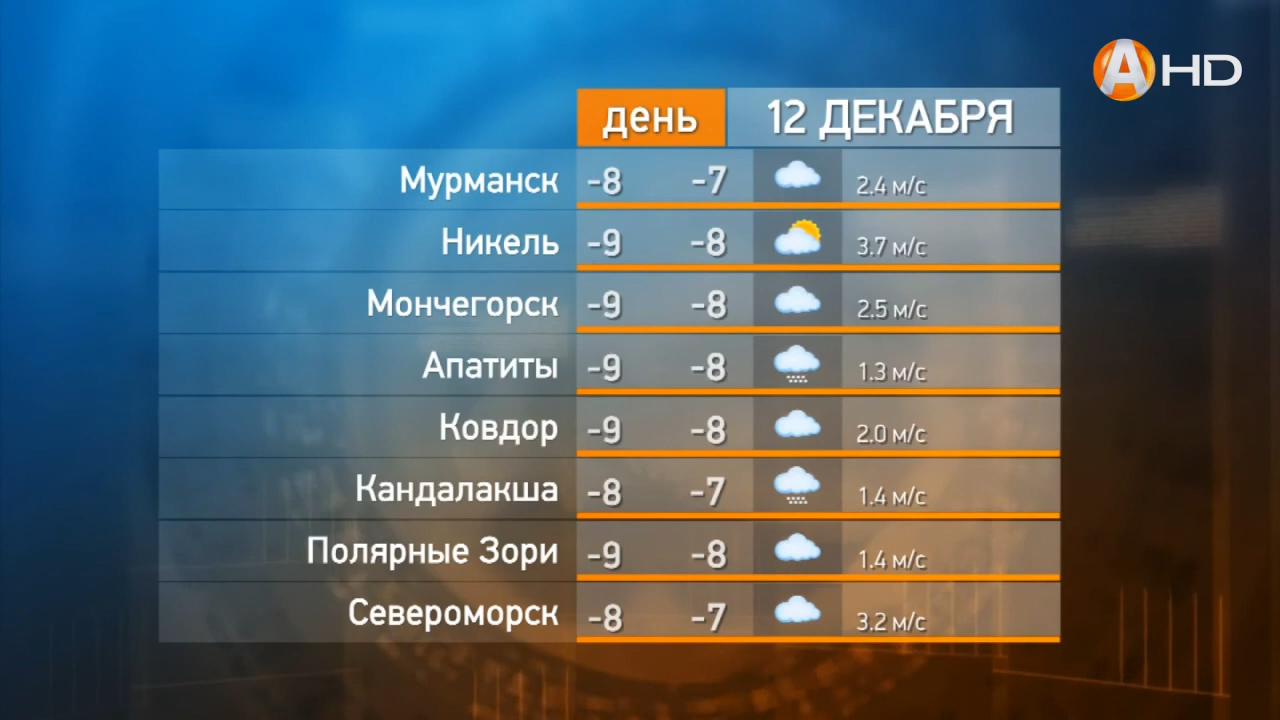 А HD
день 12 ДЕКАБРЯ
Мурманск -8 -7 2.4 м/с
Никель -9 -8 3.7 м/с
Мончегорск -9 -8 2.5 м/с
Апатиты -9 -8 1.3 м/с
Ковдор -9 -8 2.0 м/с
Кандалакша -8 -7 1.4 м/с
Полярные Зори -9 -8 1.4 м/с
Североморск -8 -7 3.2 м/с